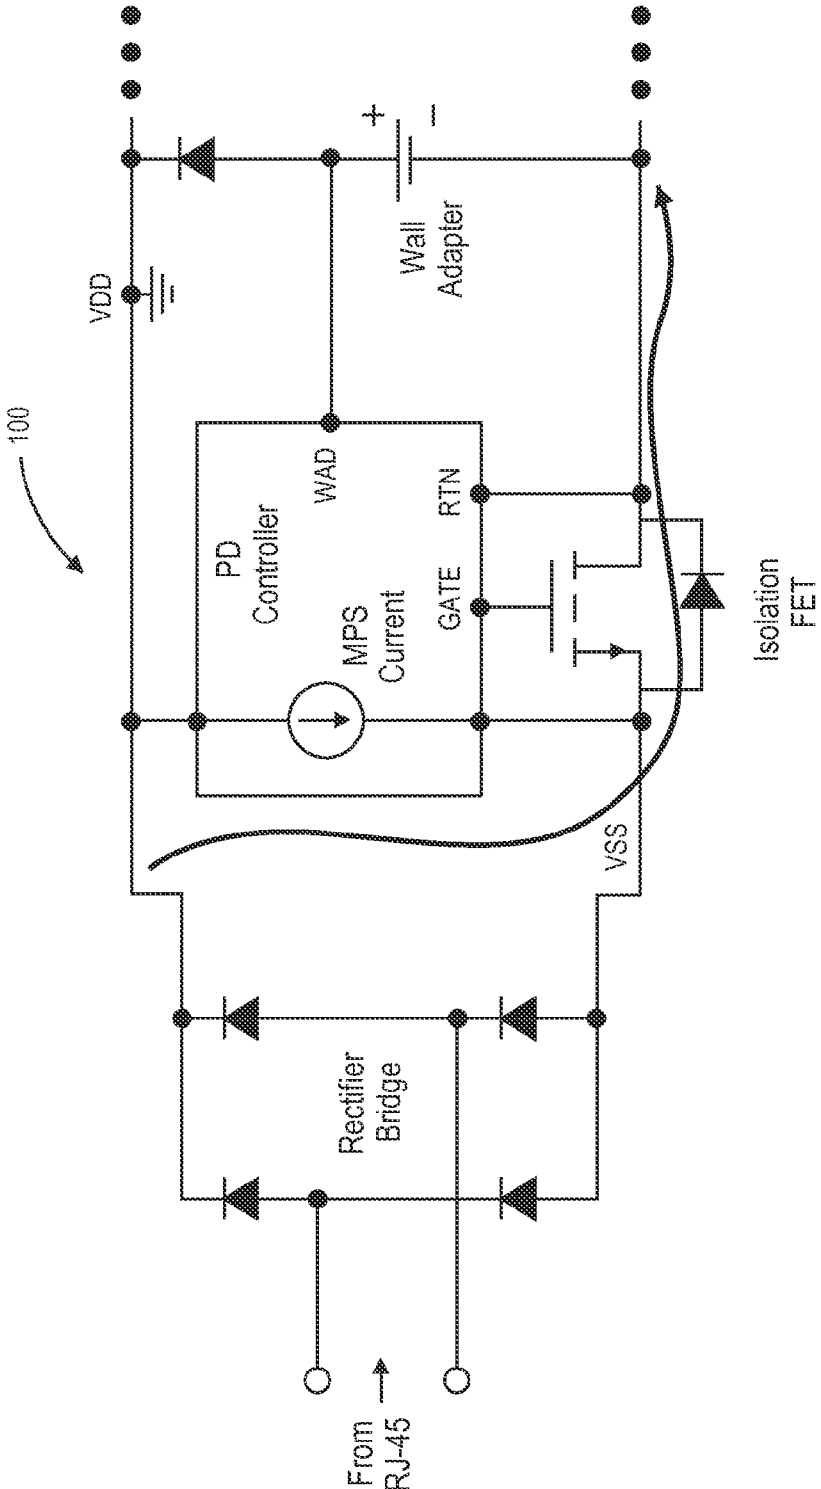 100
VDD
PD
Controller
WAD
MPS
Current
GATE
RTN
+
−
Wall
Adapter
VSS
Isolation
FET
Rectifier
Bridge
From
RJ-45